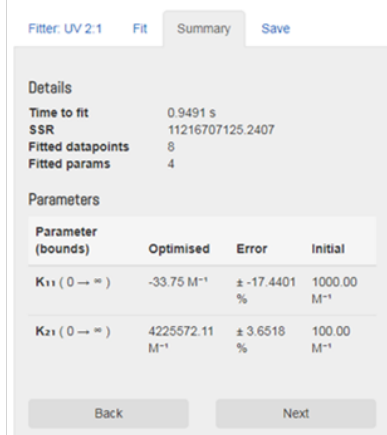 Fitter: UV 2:1 Fit Summary Save
Details
Time to fit 0.9491 s
SSR 11216707125.2407
Fitted datapoints 8
Fitted params 4
Parameters
Parameter (bounds) Optimised Error Initial
K₁₁ ( 0 → ∞ ) -33.75 M⁻¹ ± -17.4401 % 1000.00 M⁻¹
K₂₁ ( 0 → ∞ ) 4225572.11 M⁻¹ ± 3.6518 % 100.00 M⁻¹
Back Next